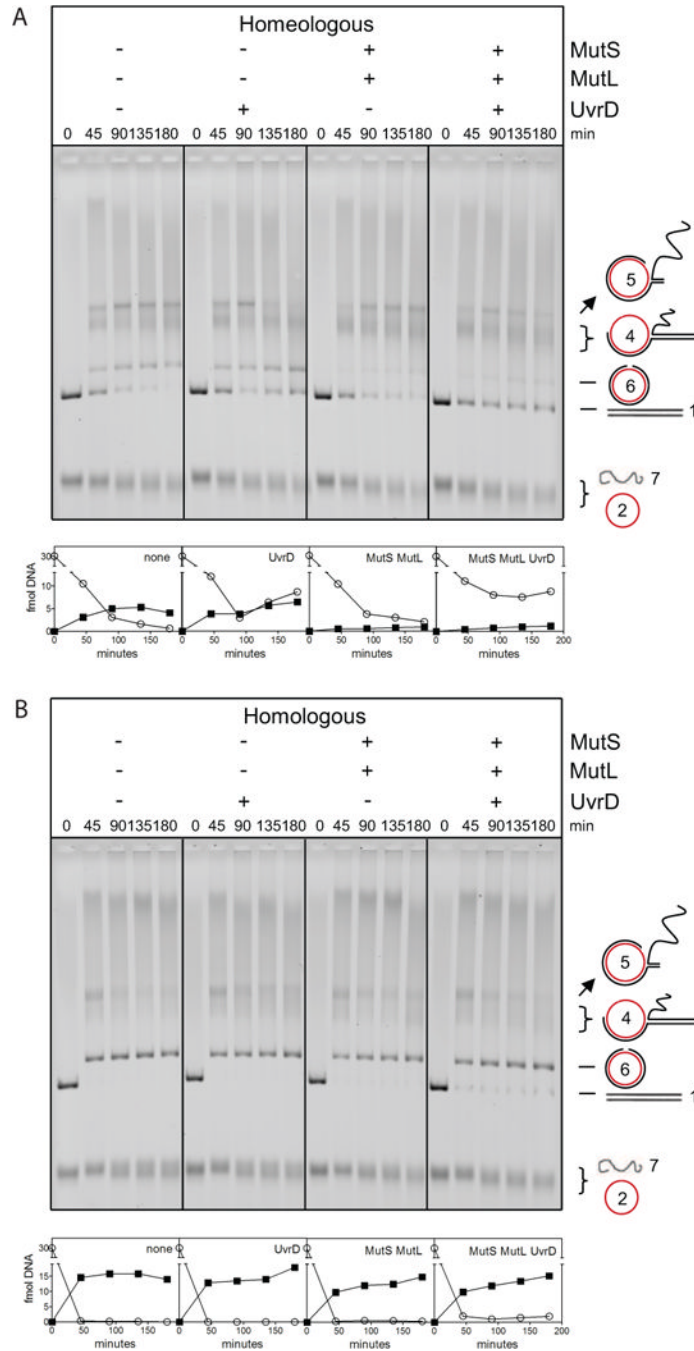 A
Homeologous
- - + + MutS
- - + + MutL
- + - + UvrD
0 45 90 135 180 0 45 90 135 180 0 45 90 135 180 0 45 90 135 180 min
5
4
6
1
7
2
fmol DNA
30
15
10
5
0
none
UvrD
MutS MutL
MutS MutL UvrD
0 50 100 150 0 50 100 150 0 50 100 150 0 50 100 150 200
minutes minutes minutes minutes
B
Homologous
- - + + MutS
- - + + MutL
- + - + UvrD
0 45 90 135 180 0 45 90 135 180 0 45 90 135 180 0 45 90 135 180 min
5
4
6
1
7
2
fmol DNA
30
15
10
5
0
none
UvrD
MutS MutL
MutS MutL UvrD
0 50 100 150 0 50 100 150 0 50 100 150 0 50 100 150 200
minutes minutes minutes minutes